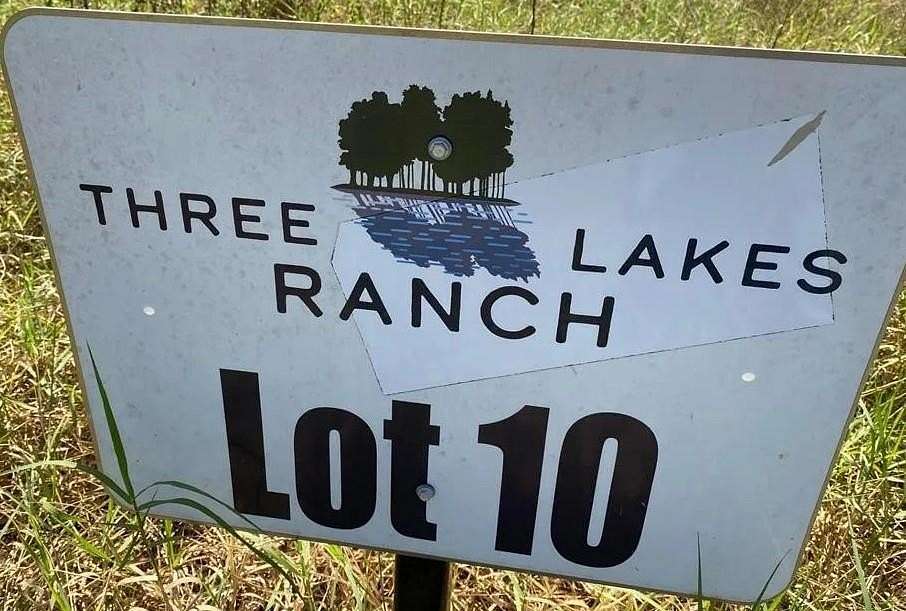 THREE LAKES
RANCH
Lot 10